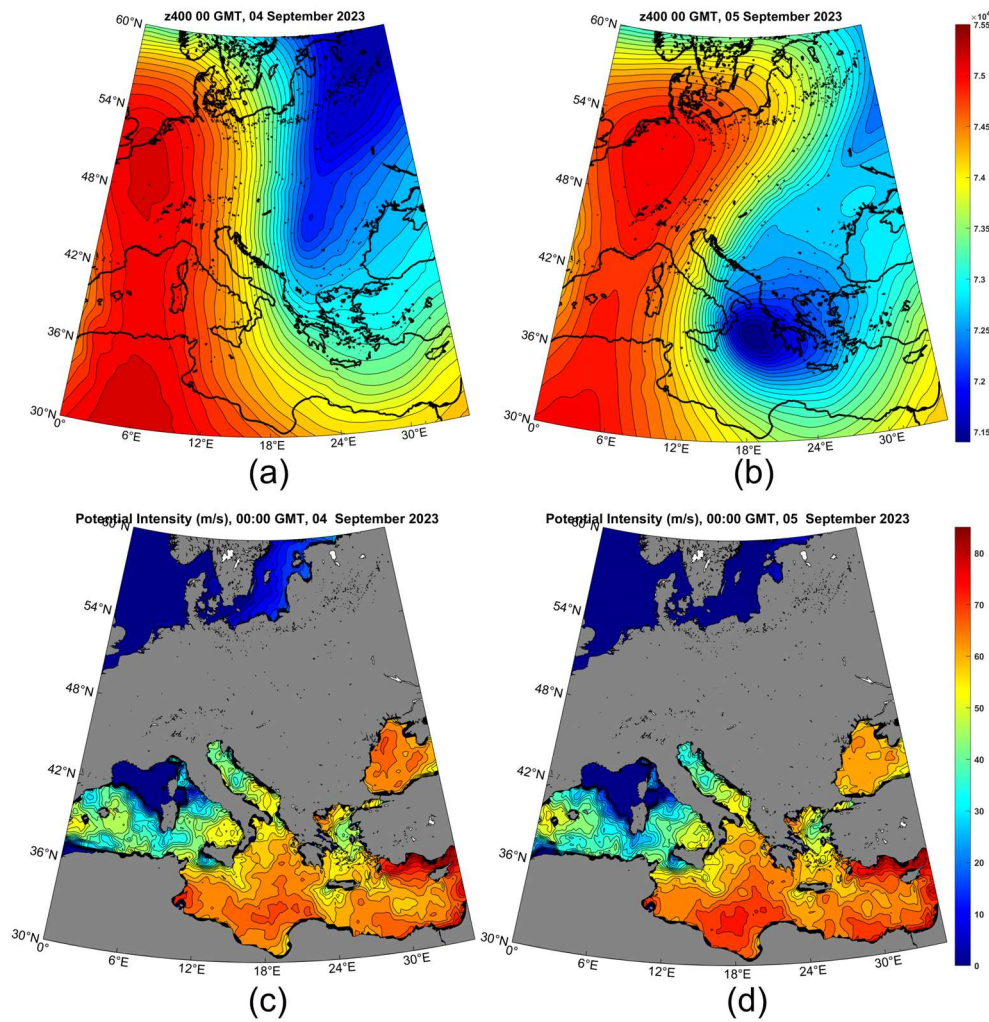 z400 00 GMT, 04 September 2023
60°N
54°N
48°N
42°N
36°N
30°N
0°
6°E
12°E
18°E
24°E
30°E
(a)
z400 00 GMT, 05 September 2023
60°N
54°N
48°N
42°N
36°N
30°N
0°
6°E
12°E
18°E
24°E
30°E
(b)
×10⁴
7.55
7.5
7.45
7.4
7.35
7.3
7.25
7.2
7.15
Potential Intensity (m/s), 00:00 GMT, 04 September 2023
60°N
54°N
48°N
42°N
36°N
30°N
0°
6°E
12°E
18°E
24°E
30°E
(c)
Potential Intensity (m/s), 00:00 GMT, 05 September 2023
60°N
54°N
48°N
42°N
36°N
30°N
0°
6°E
12°E
18°E
24°E
30°E
(d)
80
70
60
50
40
30
20
10
0